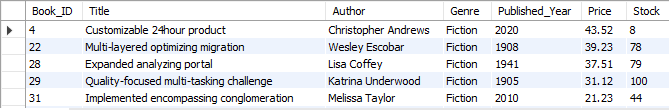 Book_ID Title Author Genre Published_Year Price Stock
4 Customizable 24hour product Christopher Andrews Fiction 2020 43.52 8
22 Multi-layered optimizing migration Wesley Escobar Fiction 1908 39.23 78
28 Expanded analyzing portal Lisa Coffey Fiction 1941 37.51 79
29 Quality-focused multi-tasking challenge Katrina Underwood Fiction 1905 31.12 100
31 Implemented encompassing conglomeration Melissa Taylor Fiction 2010 21.23 44